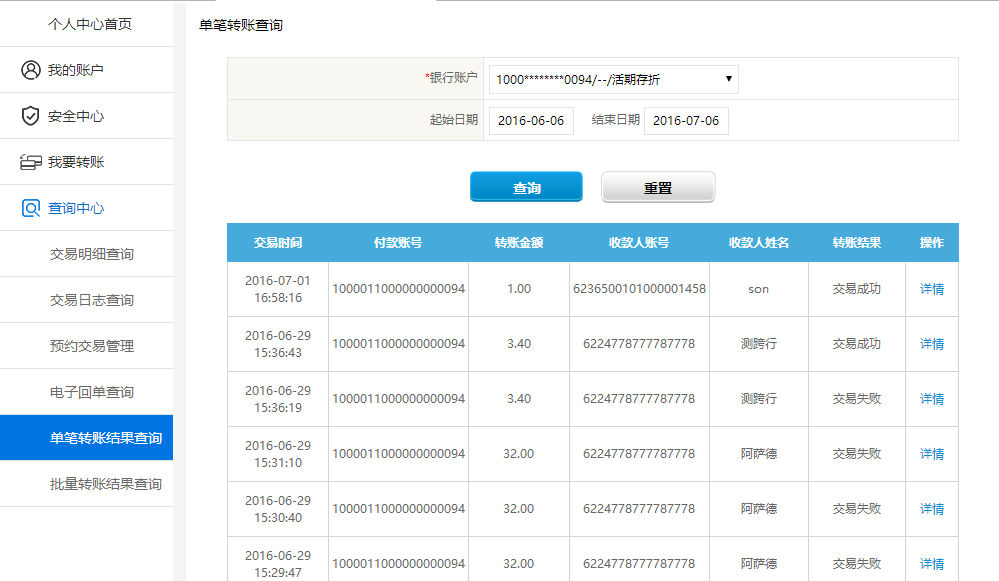 个人中心首页
我的账户
安全中心
我要转账
查询中心
交易明细查询
交易日志查询
预约交易管理
电子回单查询
单笔转账结果查询
批量转账结果查询
单笔转账查询
*银行账户 1000********0094/--/活期存折
起始日期 2016-06-06 结束日期 2016-07-06
查询 重置
交易时间 付款账号 转账金额 收款人账号 收款人姓名 转账结果 操作
2016-07-01 16:58:16 1000011000000000094 1.00 6236500101000001458 son 交易成功 详情
2016-06-29 15:36:43 1000011000000000094 3.40 6224778777787778 测跨行 交易成功 详情
2016-06-29 15:36:19 1000011000000000094 3.40 6224778777787778 测跨行 交易失败 详情
2016-06-29 15:31:10 1000011000000000094 32.00 6224778777787778 阿萨德 交易失败 详情
2016-06-29 15:30:40 1000011000000000094 32.00 6224778777787778 阿萨德 交易失败 详情
2016-06-29 15:29:47 1000011000000000094 32.00 6224778777787778 阿萨德 交易失败 详情